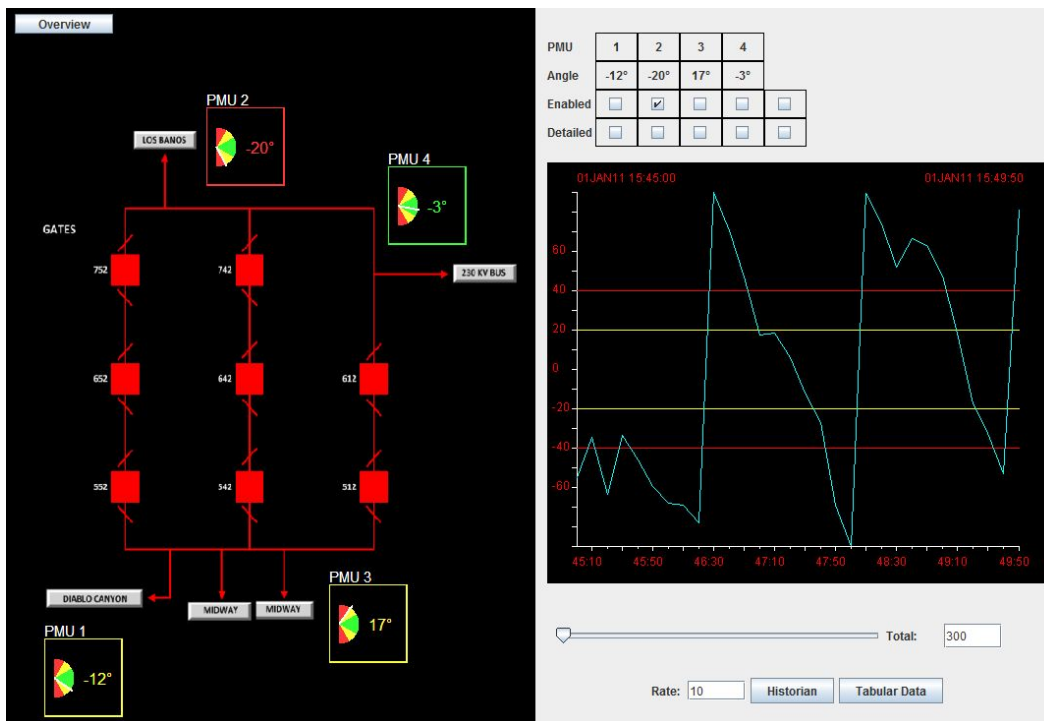 Overview
PMU 2
LOS BANOS
-20°
PMU 4
-3°
GATES
752
742
230 KV BUS
652
642
612
552
542
512
DIABLO CANYON
MIDWAY
MIDWAY
PMU 3
17°
PMU 1
-12°
PMU 1 2 3 4
Angle -12° -20° 17° -3°
Enabled
Detailed
01JAN11 15:45:00 01JAN11 15:49:50
60
40
20
0
-20
-40
-60
45:10 45:50 46:30 47:10 47:50 48:30 49:10 49:50
Total: 300
Rate: 10 Historian Tabular Data